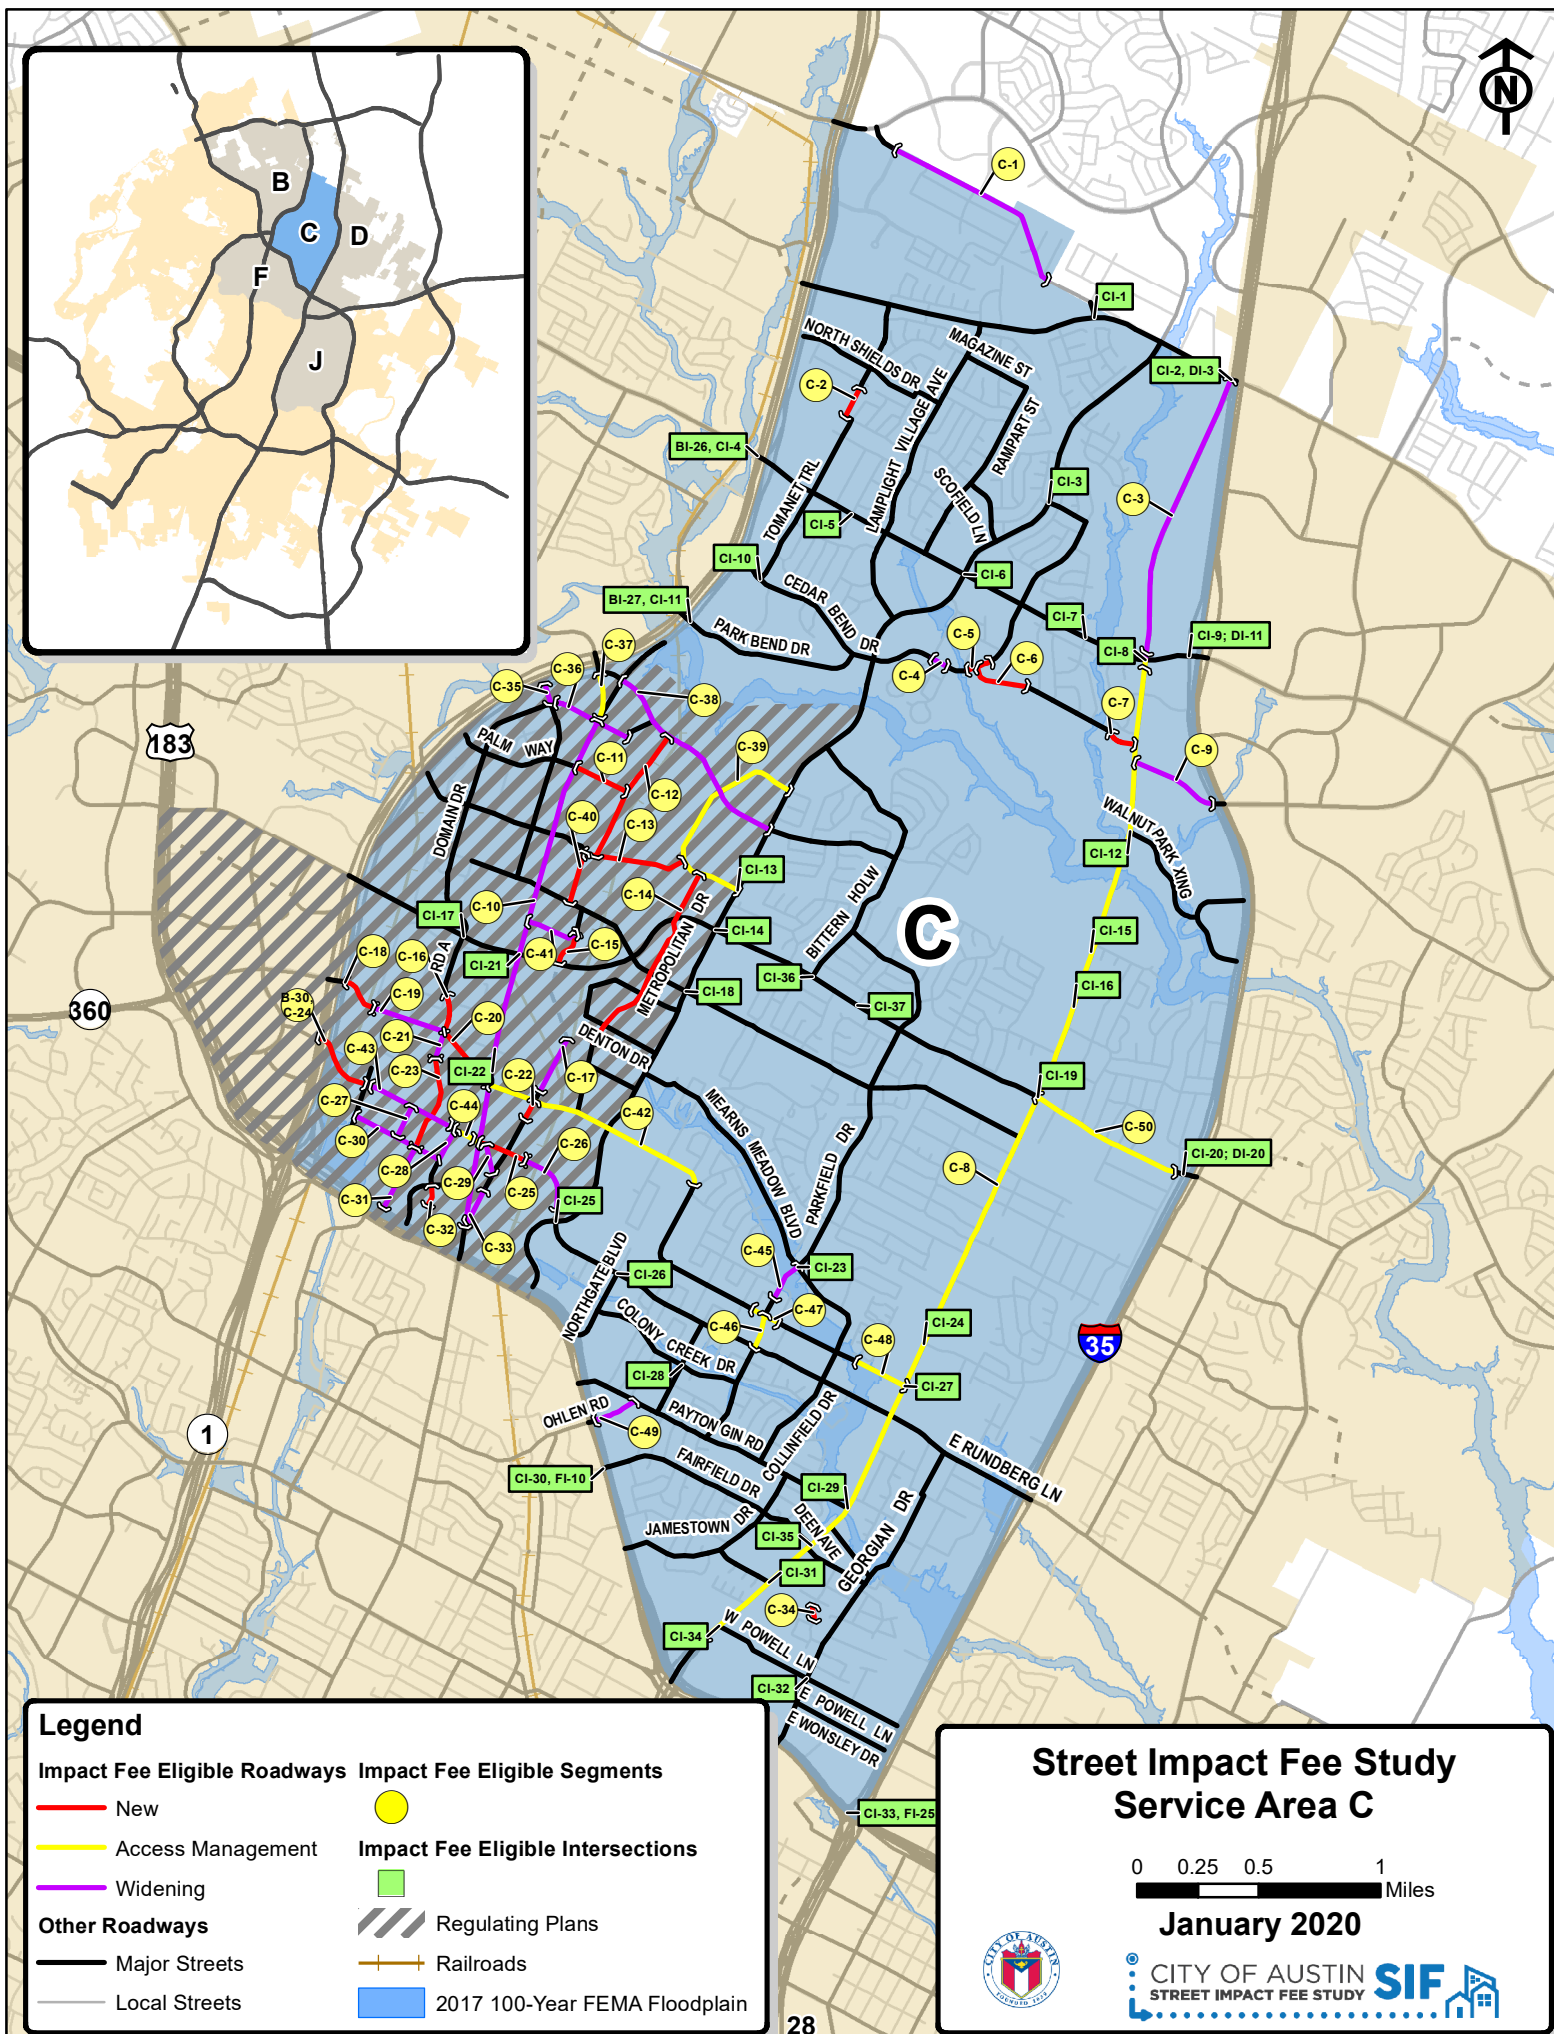 B
C
D
F
J
N
C-1
CI-1
NORTH SHIELDS DR
MAGAZINE ST
CI-2, DI-3
C-2
LAMPLIGHT VILLAGE AVE
RAMPART ST
BI-26, CI-4
TOMANET TRL
SCOFIELD LN
CI-3
C-3
CI-5
CI-10
CEDAR BEND DR
CI-6
BI-27, CI-11
PARK BEND DR
CI-7
CI-8
CI-9; DI-11
C-5
C-6
C-4
C-37
C-36
C-35
C-38
C-7
183
PALM WAY
C-11
C-39
C-9
C-12
DOMAIN DR
C-40
C-13
WALNUT PARK XING
CI-12
CI-13
BITTERN HOLW
C-14
METROPOLITAN DR
CI-17
C-10
C
CI-14
CI-15
C-18
C-16
RD A
CI-21
C-41
C-15
CI-36
CI-16
CI-18
CI-37
360
B-30,
C-24
C-19
C-20
C-21
DENTON DR
C-43
C-23
CI-22
C-22
C-17
CI-19
C-27
C-44
C-42
MEARNS MEADOW BLVD
PARKFIELD DR
C-50
C-30
C-26
CI-20; DI-20
C-28
C-8
C-29
C-25
C-31
CI-25
C-32
C-33
C-45
CI-23
NORTHGATE BLVD
CI-26
C-47
COLONY CREEK DR
C-46
CI-24
C-48
35
CI-28
CI-27
OHLEN RD
C-49
PAYTON GIN RD
COLLINFIELD DR
1
E RUNDBERG LN
CI-30, FI-10
FAIRFIELD DR
CI-29
JAMESTOWN DR
CI-35
DEEN AVE
GEORGIAN DR
CI-31
C-34
CI-34
W POWELL LN
CI-32
E POWELL LN
E WONSLEY DR
CI-33, FI-25
Legend
Impact Fee Eligible Roadways
New
Access Management
Widening
Other Roadways
Major Streets
Local Streets
Impact Fee Eligible Segments
Impact Fee Eligible Intersections
Regulating Plans
Railroads
2017 100-Year FEMA Floodplain
Street Impact Fee Study
Service Area C
0 0.25 0.5 1
Miles
January 2020
CITY OF AUSTIN
FOUNDED 1839
CITY OF AUSTIN
STREET IMPACT FEE STUDY
SIF
28